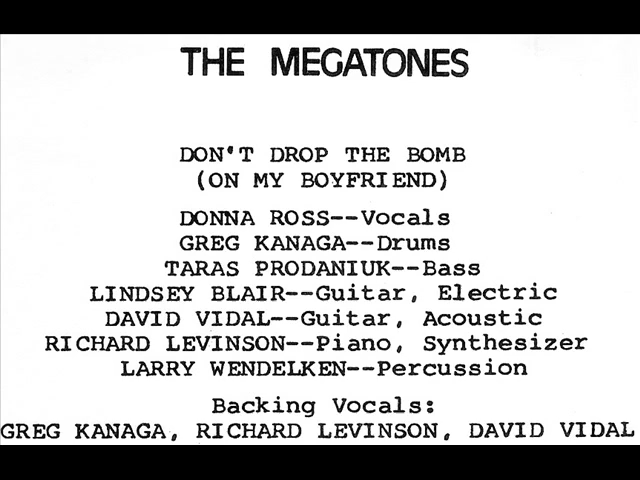 THE MEGATONES
DON'T DROP THE BOMB
(ON MY BOYFRIEND)
DONNA ROSS--Vocals
GREG KANAGA--Drums
TARAS PRODANIUK--Bass
LINDSEY BLAIR--Guitar, Electric
DAVID VIDAL--Guitar, Acoustic
RICHARD LEVINSON--Piano, Synthesizer
LARRY WENDELKEN--Percussion
Backing Vocals:
GREG KANAGA, RICHARD LEVINSON, DAVID VIDAL